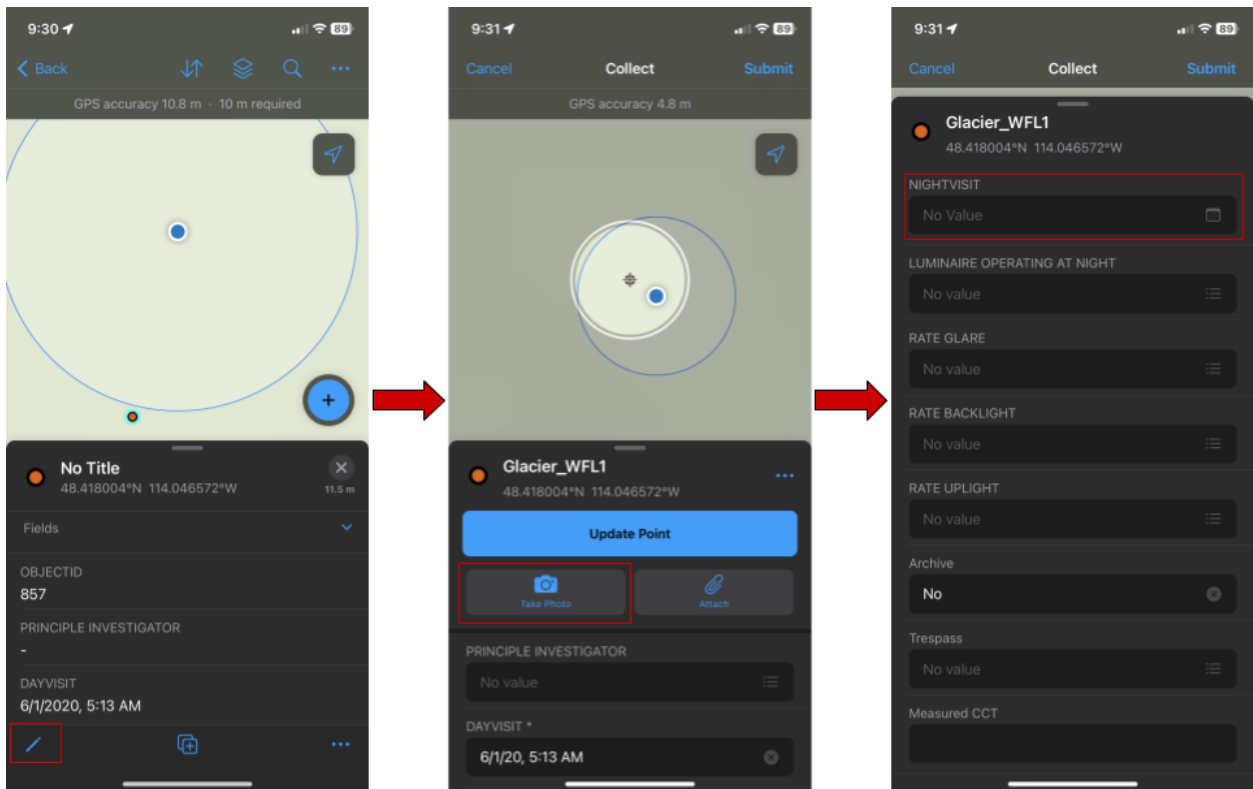 9:30
89
Back
GPS accuracy 10.8 m · 10 m required
+
No Title
48.418004°N 114.046572°W
11.5 m
Fields
OBJECTID
857
PRINCIPLE INVESTIGATOR
-
DAYVISIT
6/1/2020, 5:13 AM
9:31
89
Cancel Collect Submit
GPS accuracy 4.8 m
Glacier_WFL1
48.418004°N 114.046572°W
Update Point
Take Photo Attach
PRINCIPLE INVESTIGATOR
No value
DAYVISIT *
6/1/20, 5:13 AM
9:31
89
Cancel Collect Submit
Glacier_WFL1
48.418004°N 114.046572°W
NIGHTVISIT
No Value
LUMINAIRE OPERATING AT NIGHT
No value
RATE GLARE
No value
RATE BACKLIGHT
No value
RATE UPLIGHT
No value
Archive
No
Trespass
No value
Measured CCT